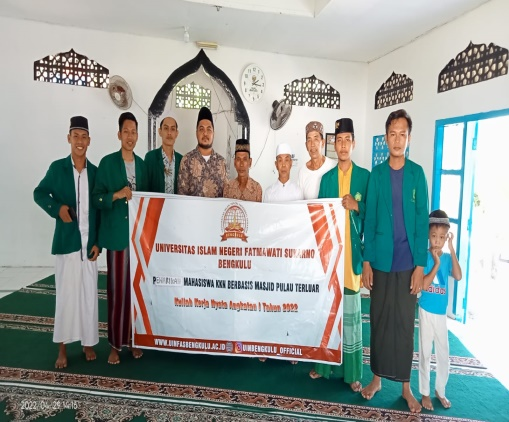 UNIVERSITAS ISLAM NEGERI FATMAWATI SUKARNO
BENGKULU
MAHASISWA KKN BERBASIS MASJID PULAU TERLUAR
Kuliah Kerja Nyata Angkatan I Tahun 2022
WWW.UINFASBENGKULU.AC.ID UINBENGKULU_OFFICIAL
2022/04/29 14:15